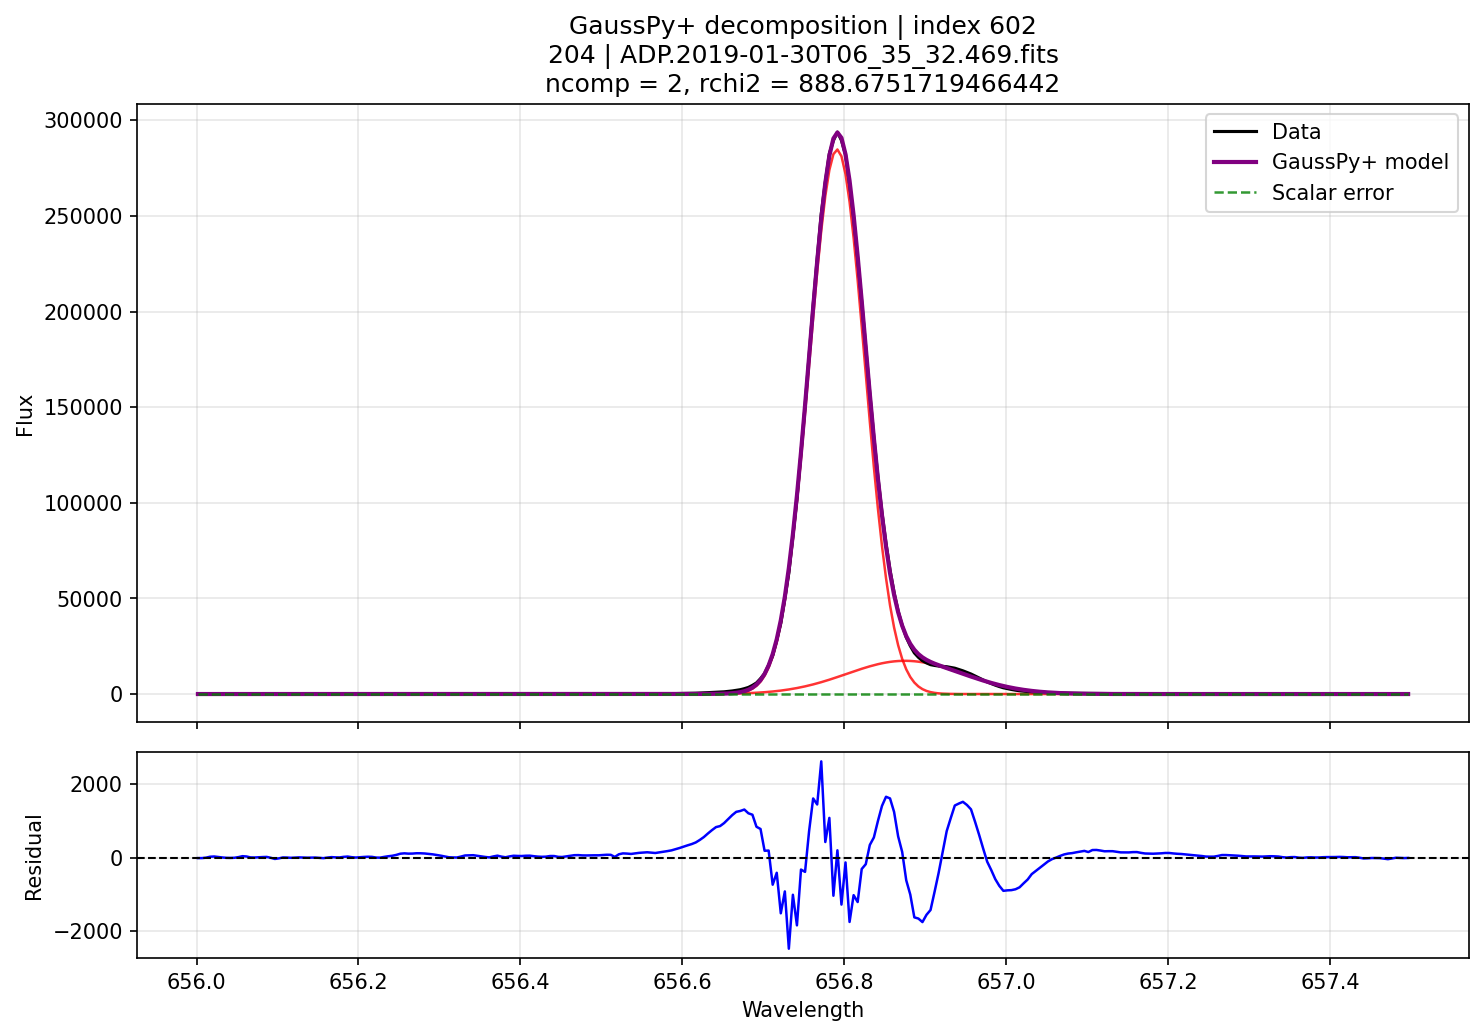 GaussPy+ decomposition | index 602
204 | ADP.2019-01-30T06_35_32.469.fits
ncomp = 2, rchi2 = 888.6751719466442
Data
GaussPy+ model
Scalar error
Flux
300000
250000
200000
150000
100000
50000
0
Residual
2000
0
−2000
656.0
656.2
656.4
656.6
656.8
657.0
657.2
657.4
Wavelength